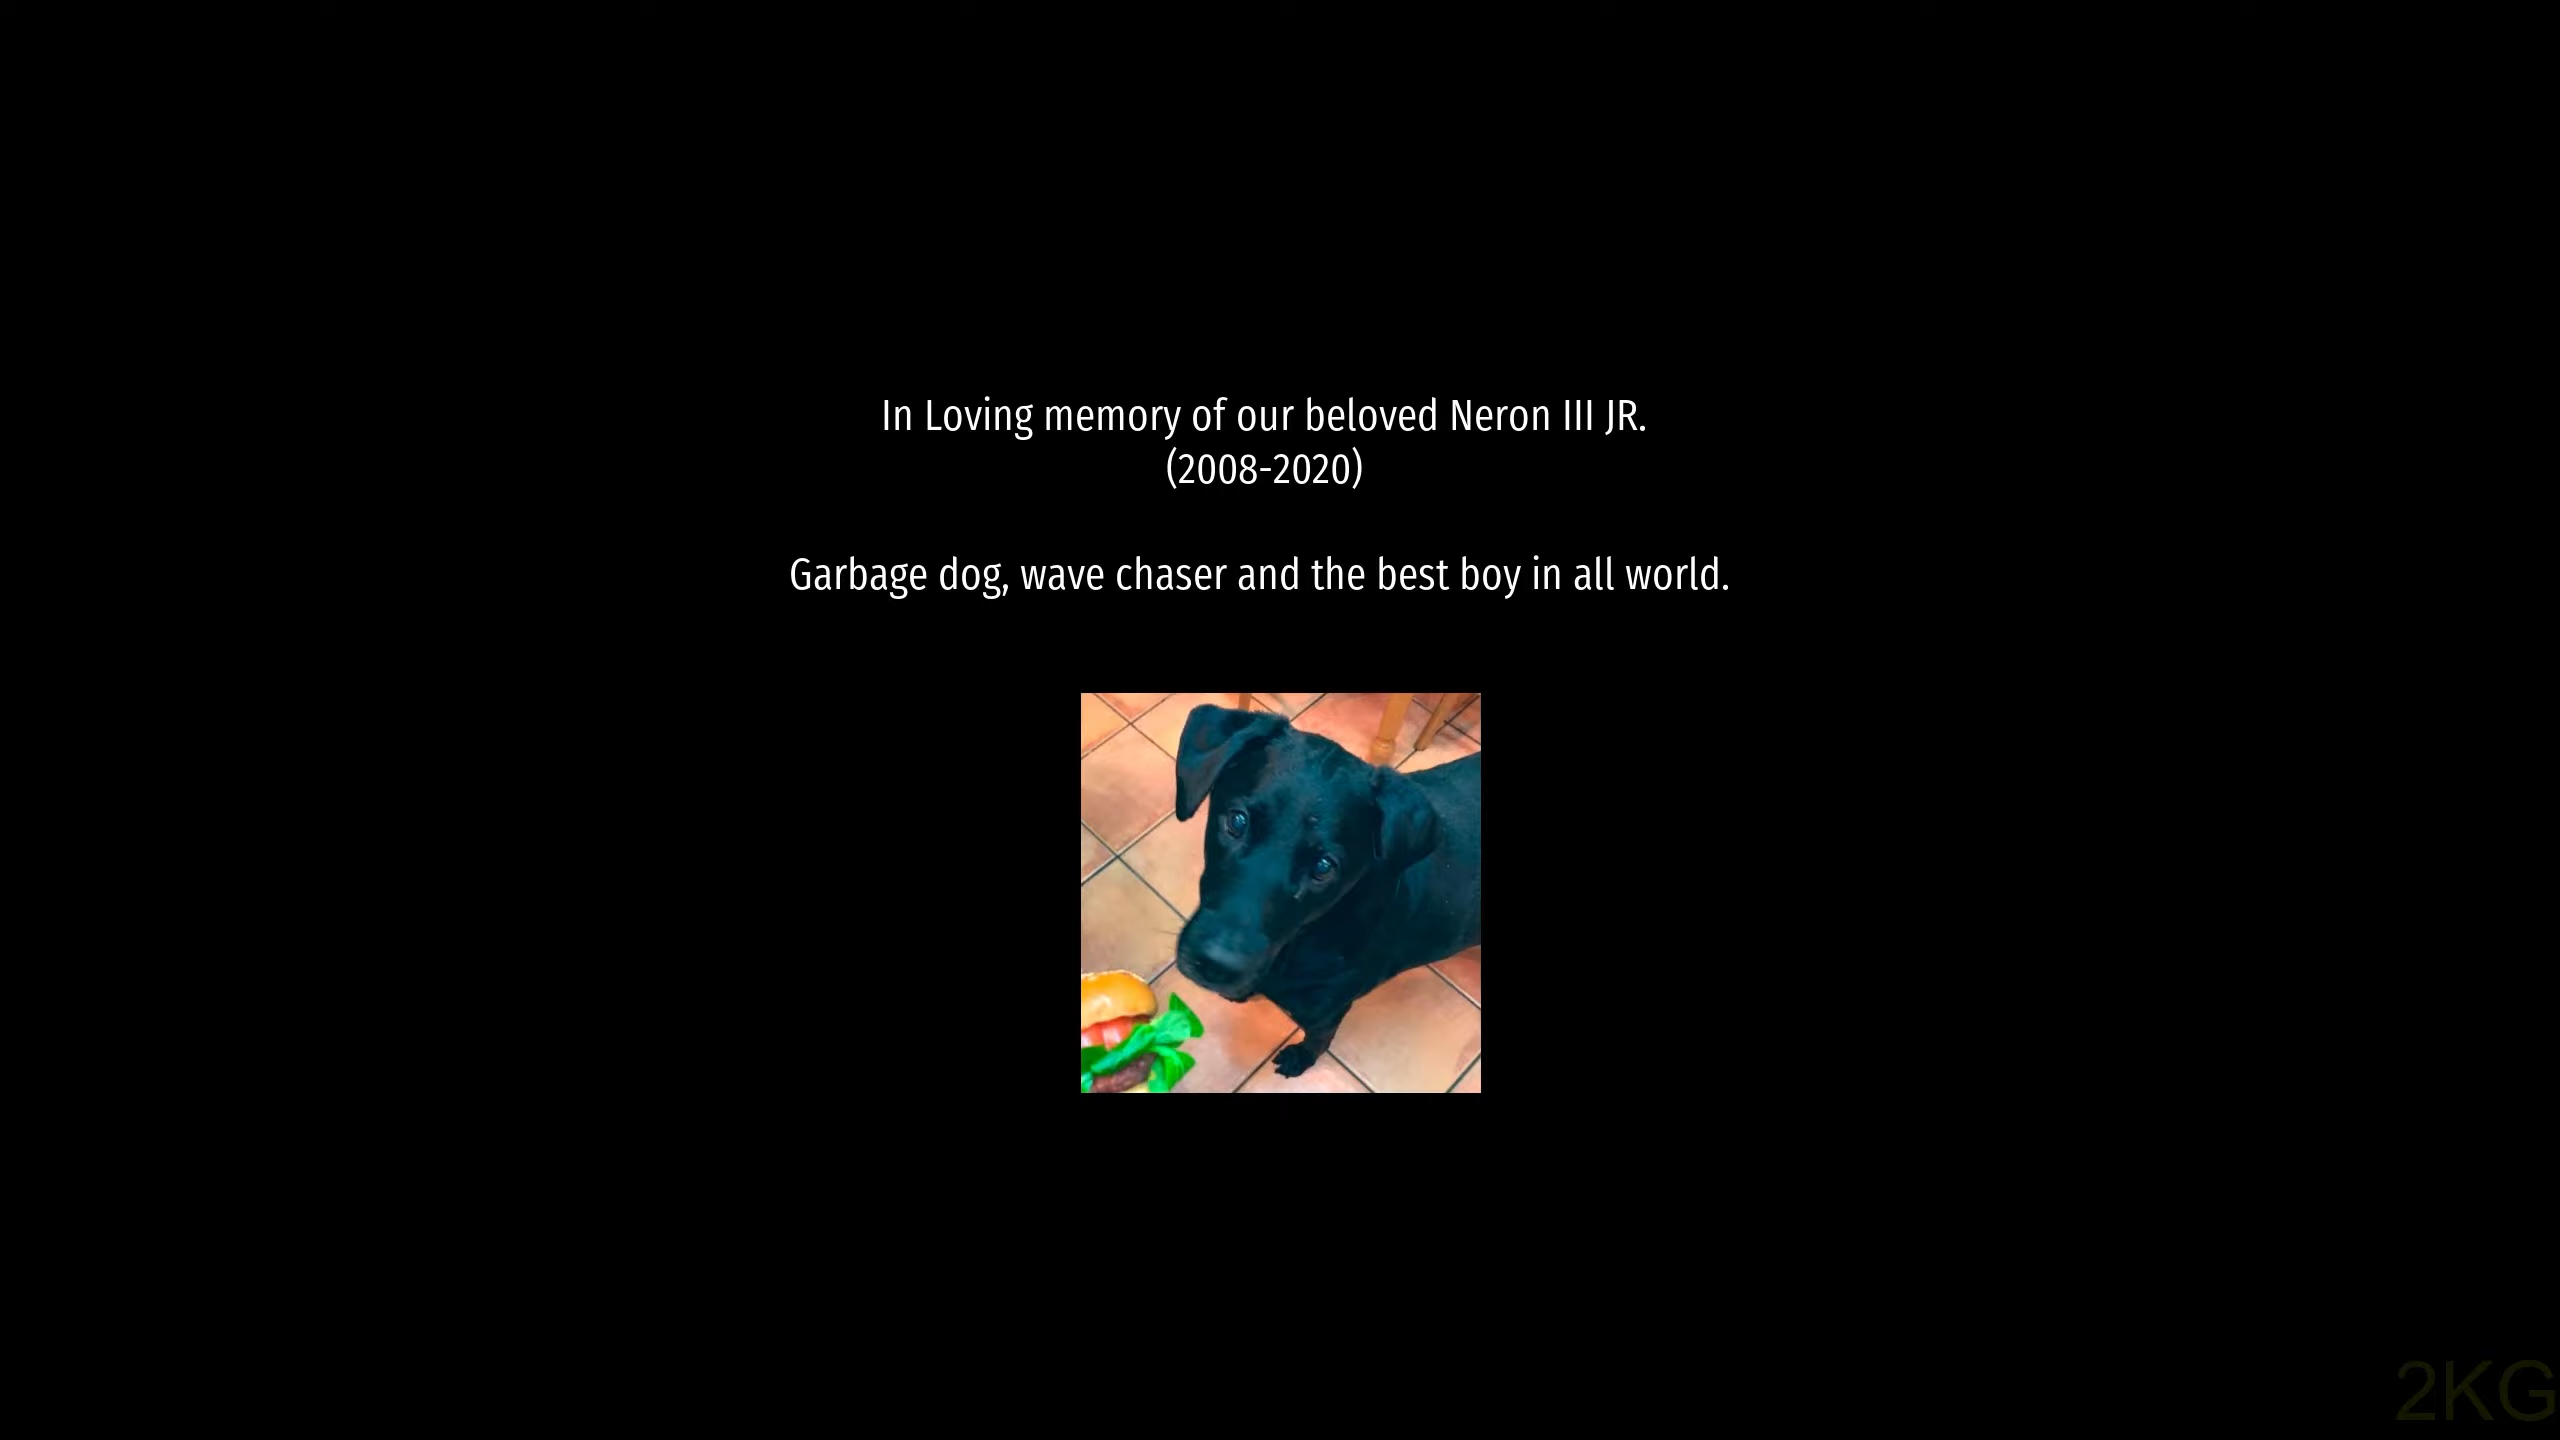 In Loving memory of our beloved Neron III JR.
(2008-2020)
Garbage dog, wave chaser and the best boy in all world.
2KG